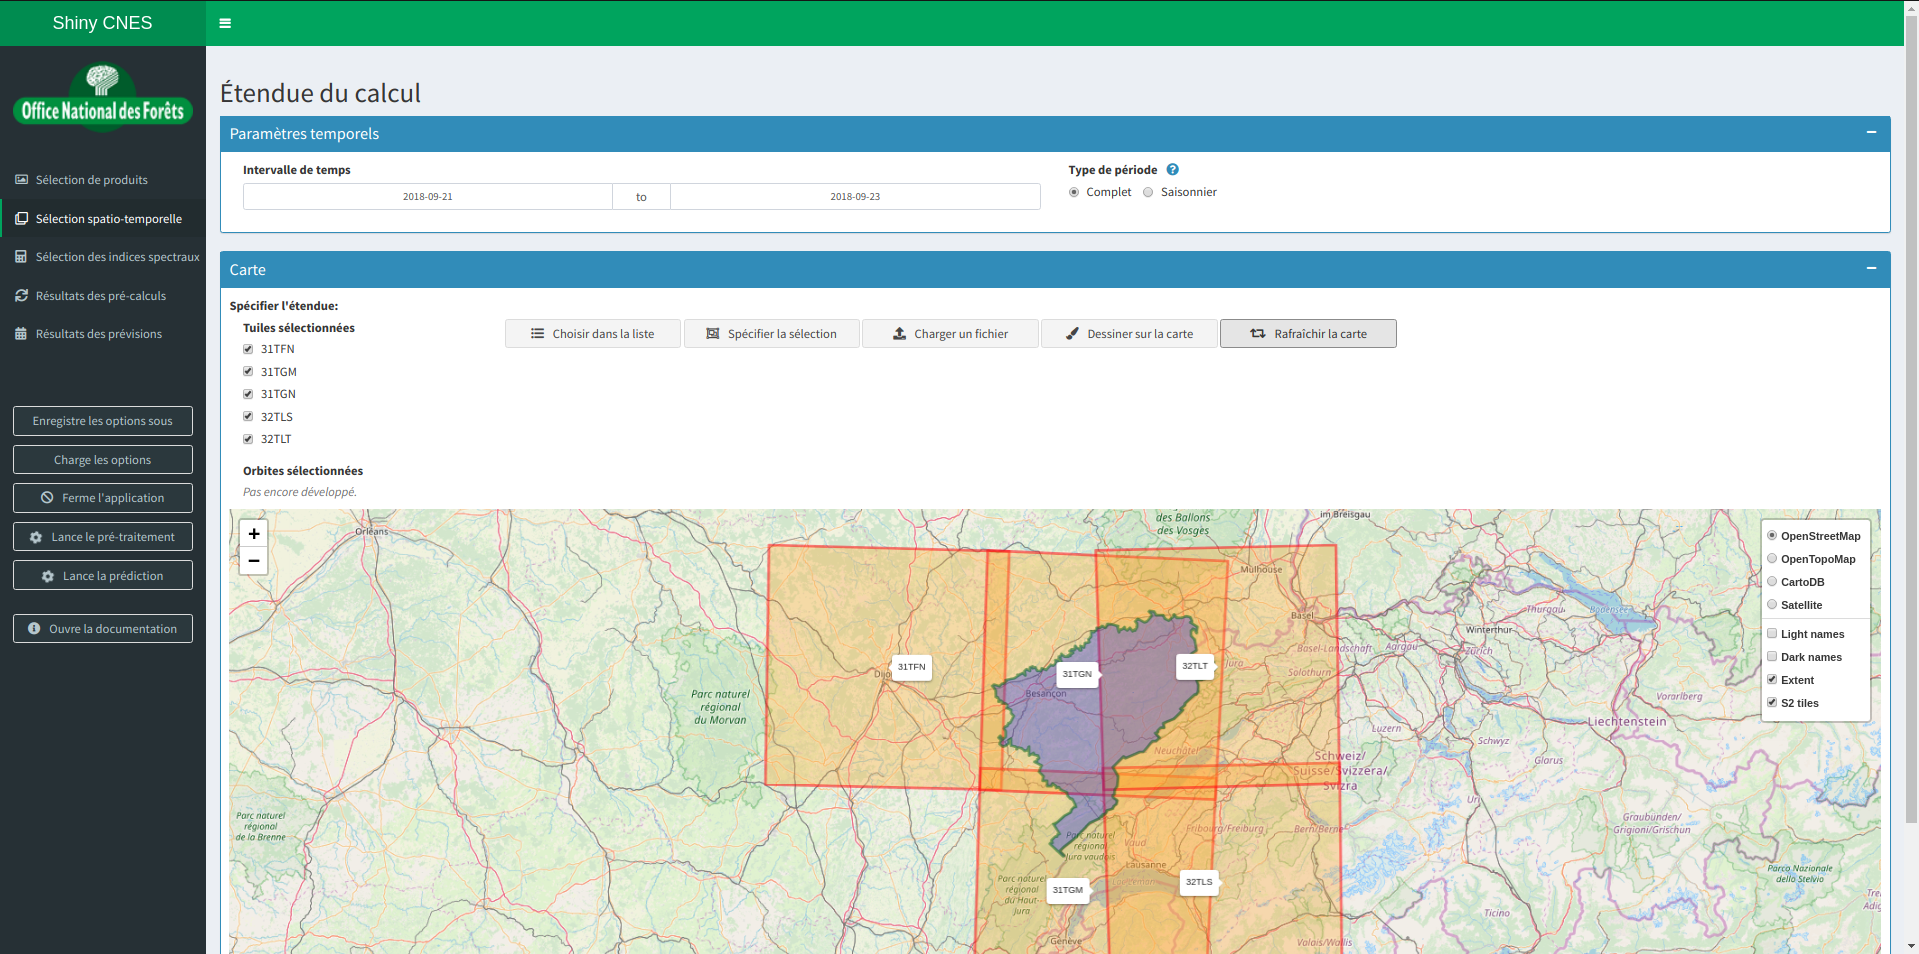 Shiny CNES
Office National des Forêts
Sélection de produits
Sélection spatio-temporelle
Sélection des indices spectraux
Résultats des pré-calculs
Résultats des prévisions
Enregistre les options sous
Charge les options
Ferme l'application
Lance le pré-traitement
Lance la prédiction
Ouvre la documentation
Étendue du calcul
Paramètres temporels
Intervalle de temps
2018-09-21 to 2018-09-23
Type de période
Complet Saisonnier
Carte
Spécifier l'étendue:
Tuiles sélectionnées
31TFN
31TGM
31TGN
32TLS
32TLT
Choisir dans la liste
Spécifier la sélection
Charger un fichier
Dessiner sur la carte
Rafraîchir la carte
Orbites sélectionnées
Pas encore développé.
+
−
Orléans
des Ballons
des Vosges
im Breisgau
Mulhouse
Basel
Basel-Landschaft
Aargau
Winterthur
Zürich
Thurgau
Bodensee
Solothurn
Jura
31TFN
31TGN
32TLT
Besançon
Parc naturel
régional
du Morvan
Neuchâtel
Luzern
Schwyz
Glarus
Vorarlberg
Liechtenstein
Schweiz/
Suisse/Svizzera/
Svizra
Uri
Graubünden/
Grigioni/Grischun
Parc naturel
régional
de la Brenne
Fribourg/Freiburg
Bern/Berne
Parc naturel
régional
Jura vaudois
Vaud
Lausanne
Parc naturel
régional
du Haut-
Jura
31TGM
32TLS
Genève
Valais/Wallis
Ticino
Parco Nazionale
dello Stelvio
OpenStreetMap
OpenTopoMap
CartoDB
Satellite
Light names
Dark names
Extent
S2 tiles